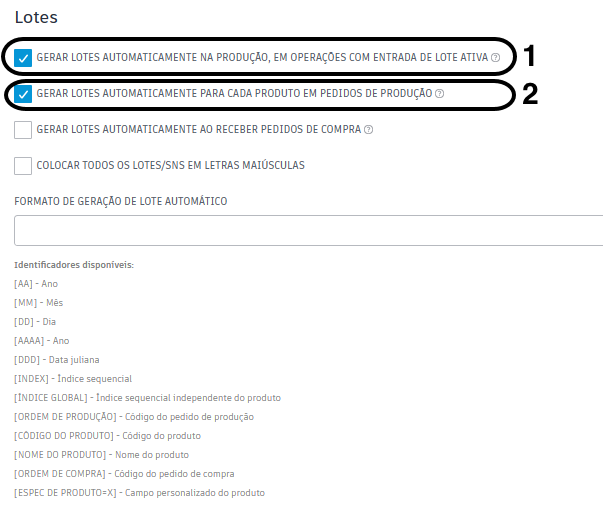 Lotes
GERAR LOTES AUTOMATICAMENTE NA PRODUÇÃO, EM OPERAÇÕES COM ENTRADA DE LOTE ATIVA ? 1
GERAR LOTES AUTOMATICAMENTE PARA CADA PRODUTO EM PEDIDOS DE PRODUÇÃO ? 2
GERAR LOTES AUTOMATICAMENTE AO RECEBER PEDIDOS DE COMPRA ?
COLOCAR TODOS OS LOTES/SNS EM LETRAS MAIÚSCULAS
FORMATO DE GERAÇÃO DE LOTE AUTOMÁTICO
Identificadores disponíveis:
[AA] - Ano
[MM] - Mês
[DD] - Dia
[AAAA] - Ano
[DDD] - Data juliana
[INDEX] - Índice sequencial
[ÍNDICE GLOBAL] - Índice sequencial independente do produto
[ORDEM DE PRODUÇÃO] - Código do pedido de produção
[CÓDIGO DO PRODUTO] - Código do produto
[NOME DO PRODUTO] - Nome do produto
[ORDEM DE COMPRA] - Código do pedido de compra
[ESPEC DE PRODUTO=X] - Campo personalizado do produto